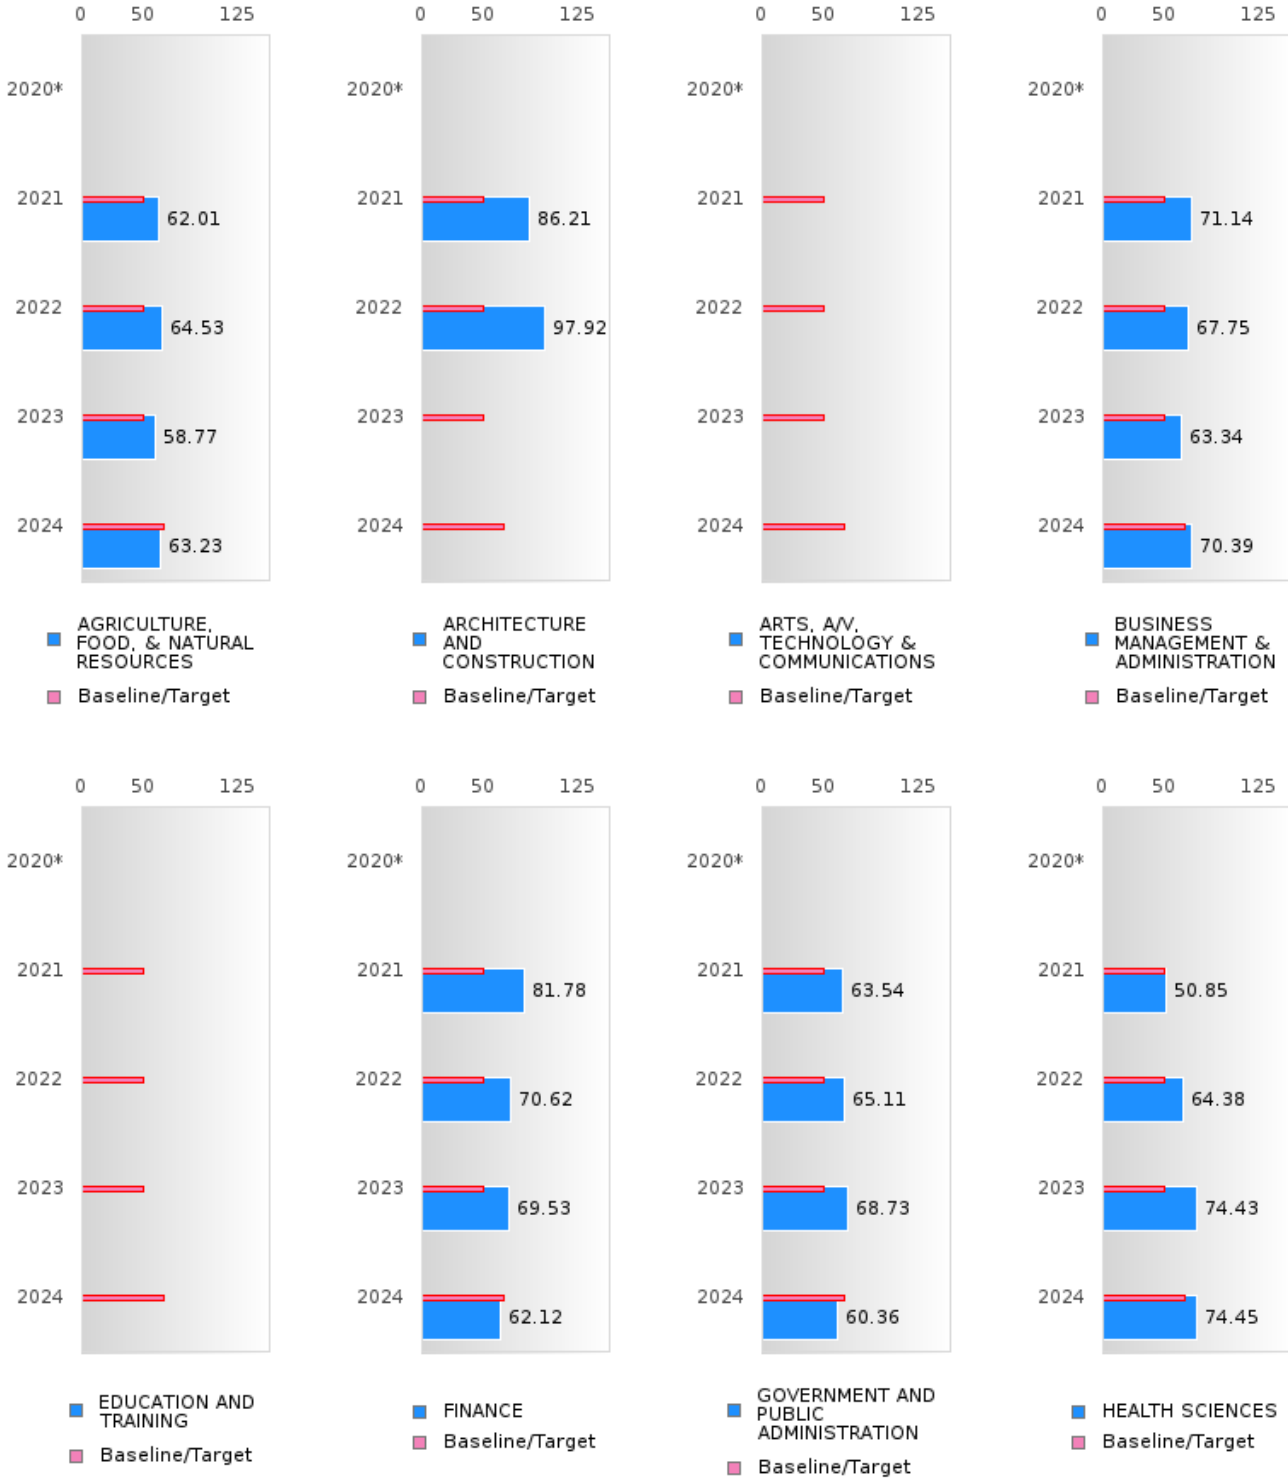 0 50 125
2020*
2021
62.01
2022
64.53
2023
58.77
2024
63.23
AGRICULTURE,
FOOD, & NATURAL
RESOURCES
Baseline/Target
0 50 125
2020*
2021
86.21
2022
97.92
2023
2024
ARCHITECTURE
AND
CONSTRUCTION
Baseline/Target
0 50 125
2020*
2021
2022
2023
2024
ARTS, A/V,
TECHNOLOGY &
COMMUNICATIONS
Baseline/Target
0 50 125
2020*
2021
71.14
2022
67.75
2023
63.34
2024
70.39
BUSINESS
MANAGEMENT &
ADMINISTRATION
Baseline/Target
0 50 125
2020*
2021
2022
2023
2024
EDUCATION AND
TRAINING
Baseline/Target
0 50 125
2020*
2021
81.78
2022
70.62
2023
69.53
2024
62.12
FINANCE
Baseline/Target
0 50 125
2020*
2021
63.54
2022
65.11
2023
68.73
2024
60.36
GOVERNMENT AND
PUBLIC
ADMINISTRATION
Baseline/Target
0 50 125
2020*
2021
50.85
2022
64.38
2023
74.43
2024
74.45
HEALTH SCIENCES
Baseline/Target